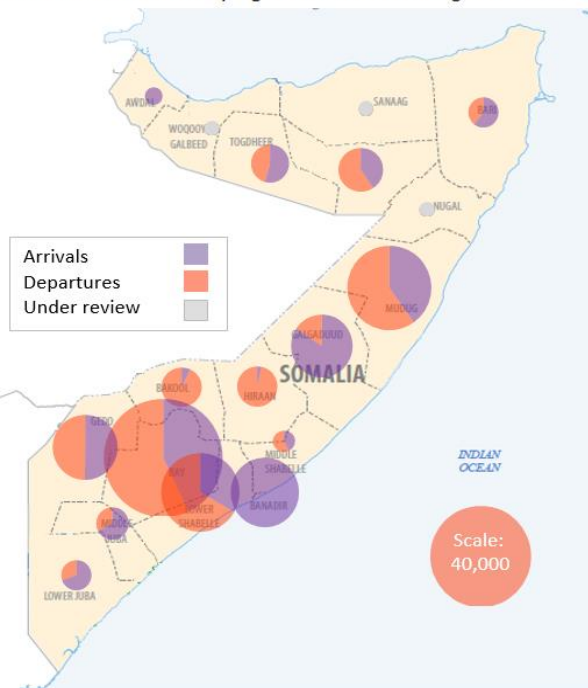 AWDAL
WOQOOY
GALBEED
TOGDHEER
SANAAG
BARI
NUGAL
Arrivals
Departures
Under review
MUDUG
GALGADUUD
SOMALIA
BAKOOL
HIRAAN
GEDO
BAY
MIDDLE
SHABELLE
LOWER
SHABELLE
BANADIR
MIDDLE
JUBA
LOWER JUBA
INDIAN
OCEAN
Scale:
40,000